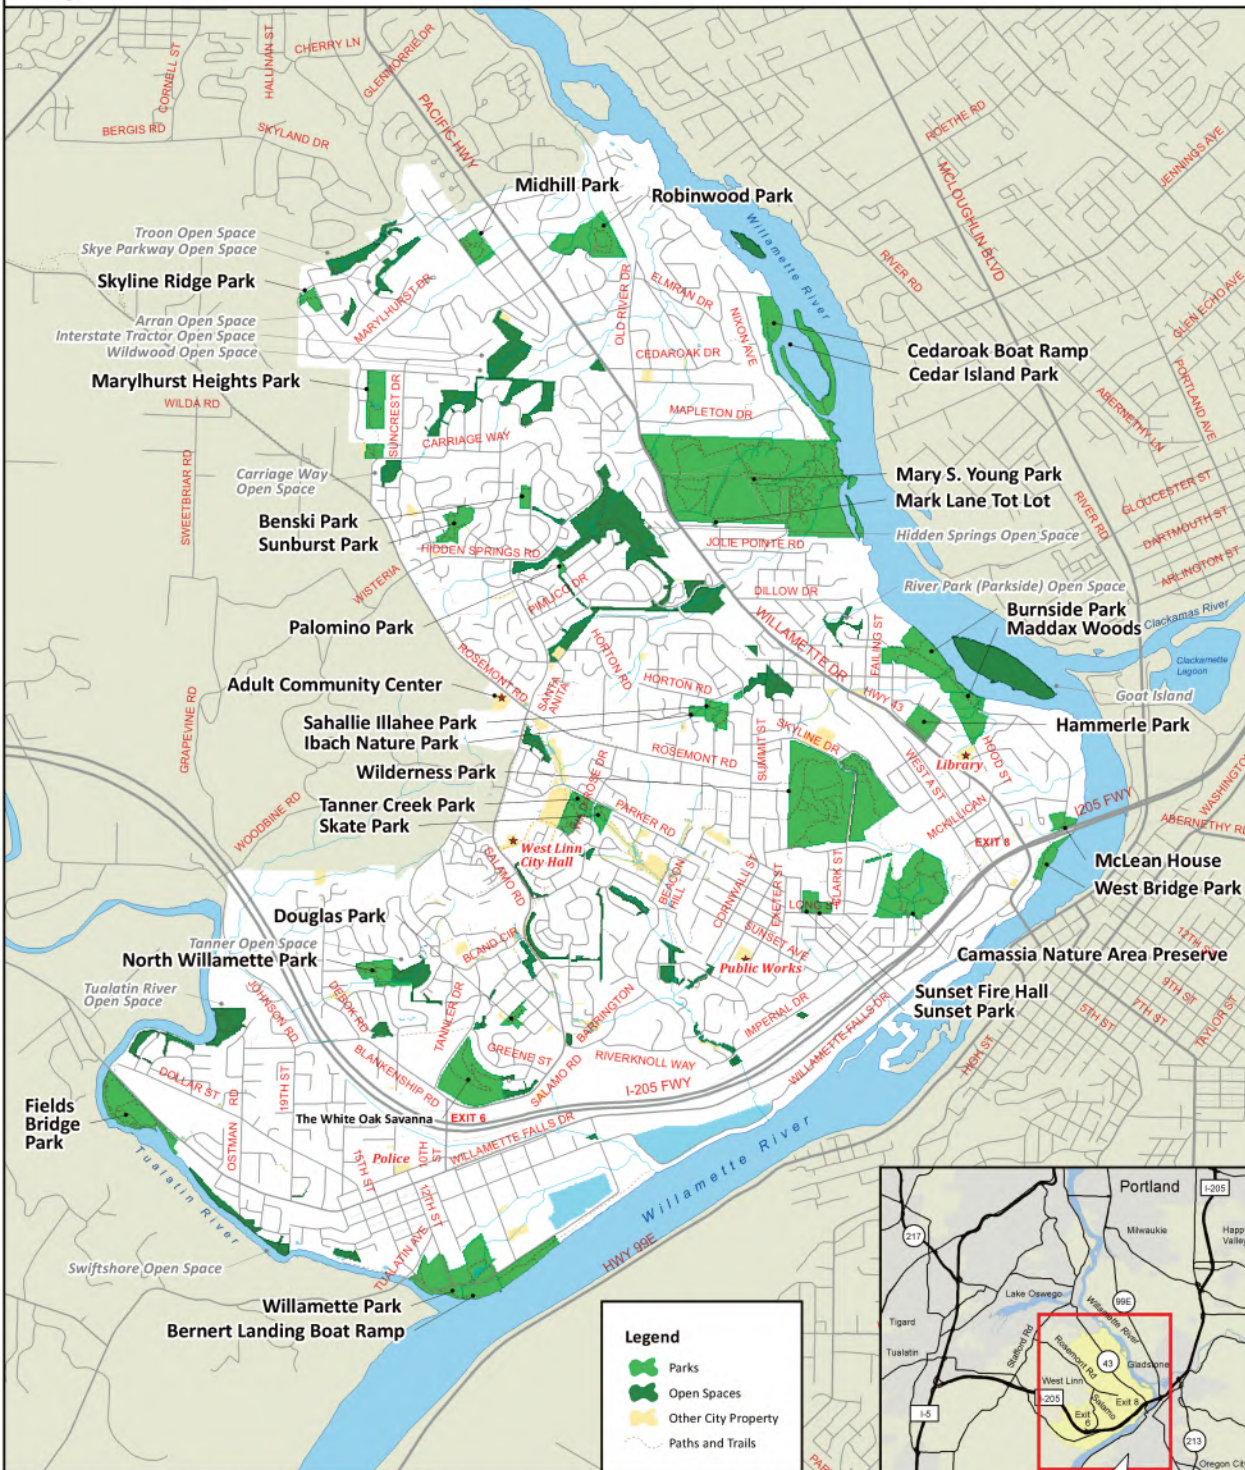 CORNELL ST
HALLINAN ST
CHERRY LN
GLENMORRIE DR
BERGIS RD
SKYLAND DR
PACIFIC HWY
ROETHE RD
JENNINGS AVE
MCLOUGHLIN BLVD
Midhill Park
Robinwood Park
Troon Open Space
Skye Parkway Open Space
Skyline Ridge Park
Willamette River
RIVER RD
GLEN ECHO AVE
MARYLHURST DR
OLD RIVER DR
ELMRAN DR
NIXON AVE
CEDAROAK DR
Arran Open Space
Interstate Tractor Open Space
Wildwood Open Space
Marylhurst Heights Park
WILDA RD
Cedaroak Boat Ramp
Cedar Island Park
PORTLAND AVE
ABERNETHY LN
SUNCREST DR
MAPLETON DR
CARRIAGE WAY
SWEETBRIAR RD
Carriage Way
Open Space
Mary S. Young Park
Mark Lane Tot Lot
GLOUCESTER ST
RIVER RD
DARTMOUTH ST
ARLINGTON ST
Benski Park
Sunburst Park
HIDDEN SPRINGS RD
JOLIE POINTE RD
Hidden Springs Open Space
WISTERIA
PIMLICO DR
DILLOW DR
River Park (Parkside) Open Space
Burnside Park
Maddax Woods
Clackamas River
Palomino Park
WILLAMETTE DR
FAILING ST
Clackamette
Lagoon
ROSEMONT RD
HORTON RD
Adult Community Center
SANTA
ANITA
HORTON RD
HWY 43
Goat Island
GRAPEVINE RD
Sahallie Illahee Park
Ibach Nature Park
SKYLINE DR
Hammerle Park
ROSEMONT RD
SUMMIT ST
WEST A ST
Library
HOOD ST
Wilderness Park
Tanner Creek Park
Skate Park
PARKER RD
MCKILLICAN
I205 FWY
WASHINGTON
ABERNETHY RD
WOODBINE RD
EXIT 8
West Linn
City Hall
SALAMO RD
BEACON
HILL
CORNWALL ST
EXETER ST
CLARK ST
LONG ST
McLean House
West Bridge Park
Douglas Park
BLAND CIR
SUNSET AVE
12TH ST
Tanner Open Space
North Willamette Park
Public Works
Camassia Nature Area Preserve
9TH ST
7TH ST
5TH ST
TAYLOR ST
Tualatin River
Open Space
JOHNSON RD
DEBOK RD
TANNLER DR
BARRINGTON
IMPERIAL DR
Sunset Fire Hall
Sunset Park
WILLAMETTE FALLS DR
HIGH ST
GREENE ST
RIVERKNOLL WAY
BLANKENSHIP RD
SALAMO RD
I-205 FWY
DOLLAR ST
19TH ST
OSTMAN
RD
Fields
Bridge
Park
The White Oak Savanna
EXIT 6
WILLAMETTE FALLS DR
Police
10TH
ST
15TH ST
12TH ST
Tualatin River
Willamette River
TUALATIN AVE
HWY 99E
Swiftshore Open Space
Willamette Park
Bernert Landing Boat Ramp
Legend
Parks
Open Spaces
Other City Property
Paths and Trails
Portland
I-205
217
Milwaukie
Happy
Valley
Lake Oswego
99E
Willamette River
Tigard
Tualatin
Stafford Rd
Rosemont Rd
43
Gladstone
West Linn
I-205
Salamo
Exit 8
Exit
6
I-5
213
Oregon City